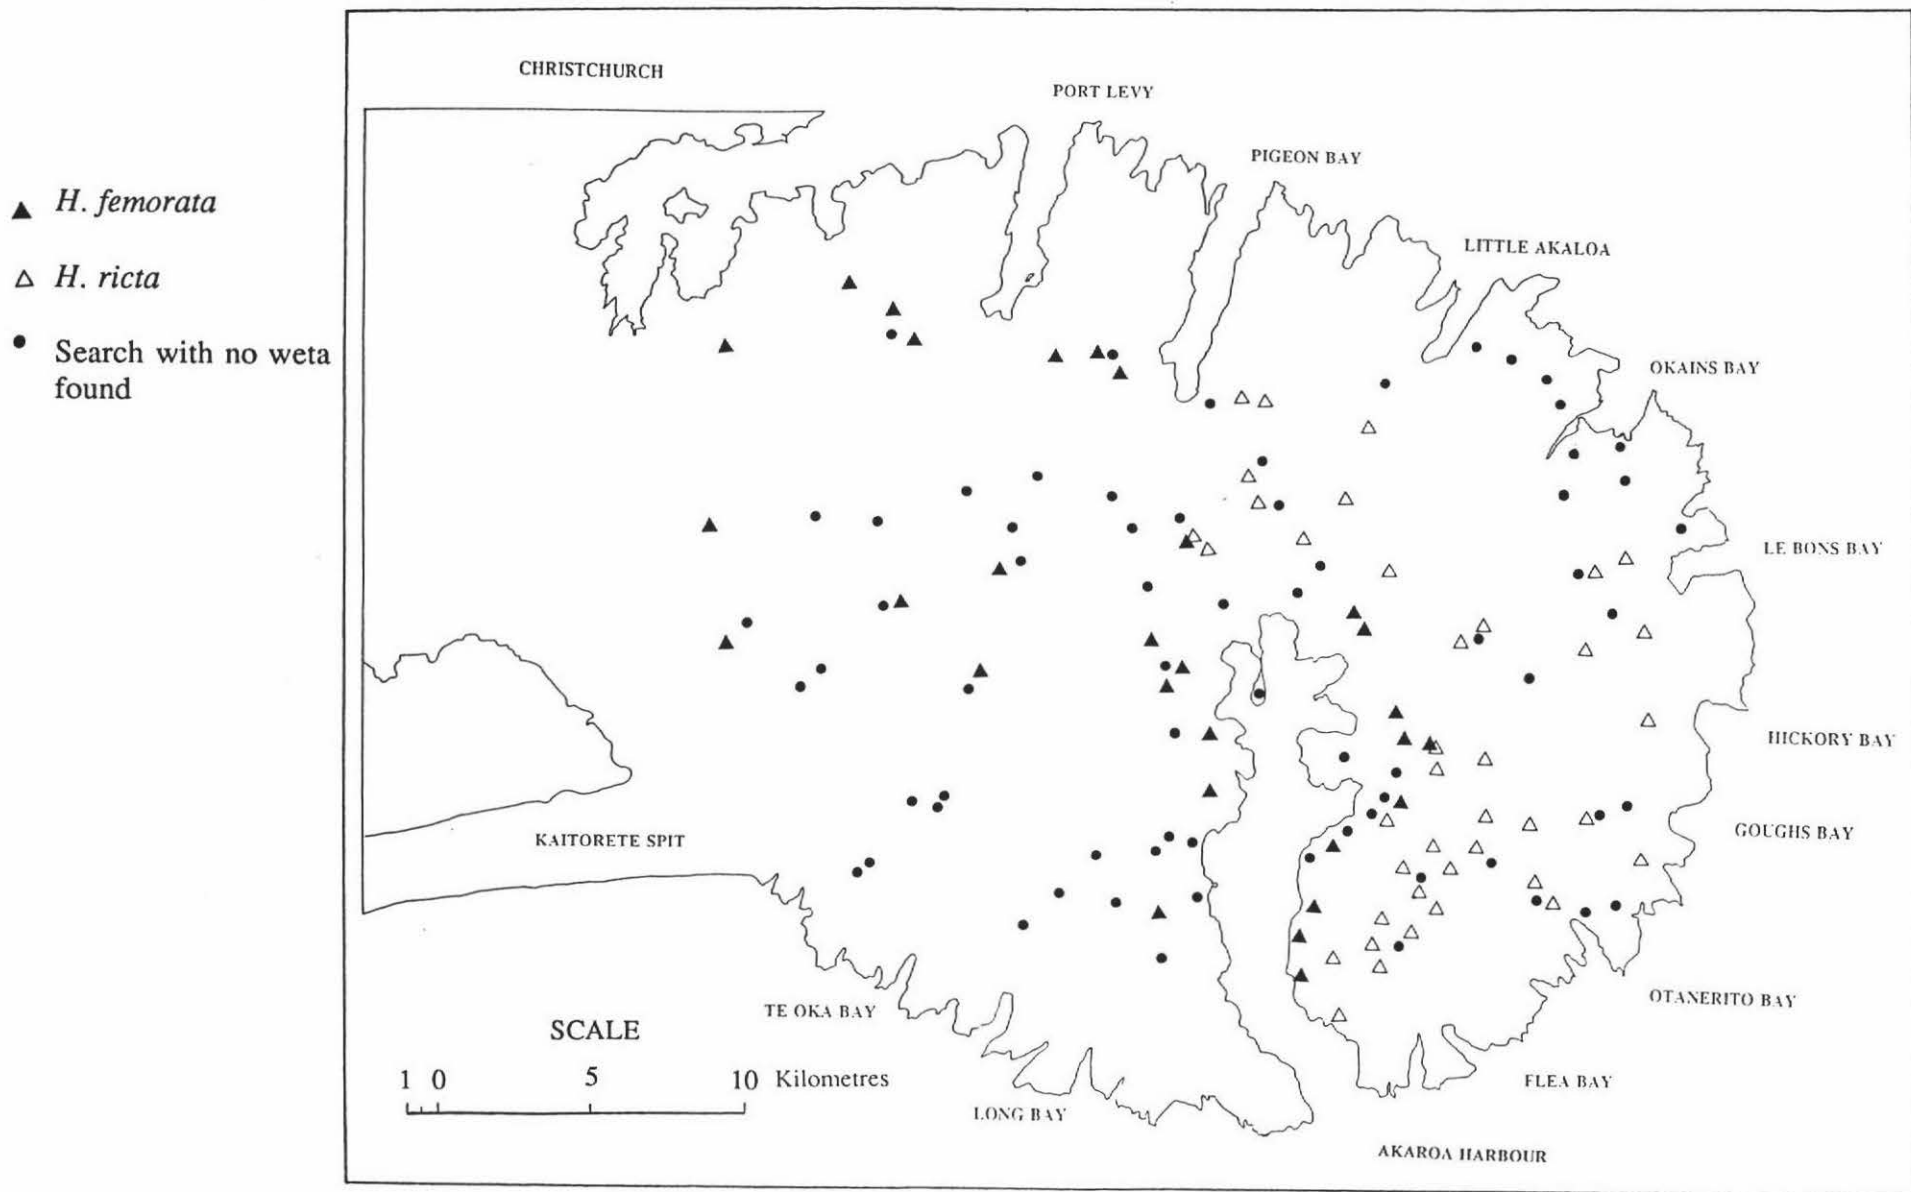 ▲ H. femorata
△ H. ricta
● Search with no weta
found
CHRISTCHURCH
PORT LEVY
PIGEON BAY
LITTLE AKALOA
OKAINS BAY
LE BONS BAY
HICKORY BAY
GOUGHS BAY
OTANERITO BAY
FLEA BAY
AKAROA HARBOUR
LONG BAY
TE OKA BAY
KAITORETE SPIT
SCALE
1 0 5 10 Kilometres